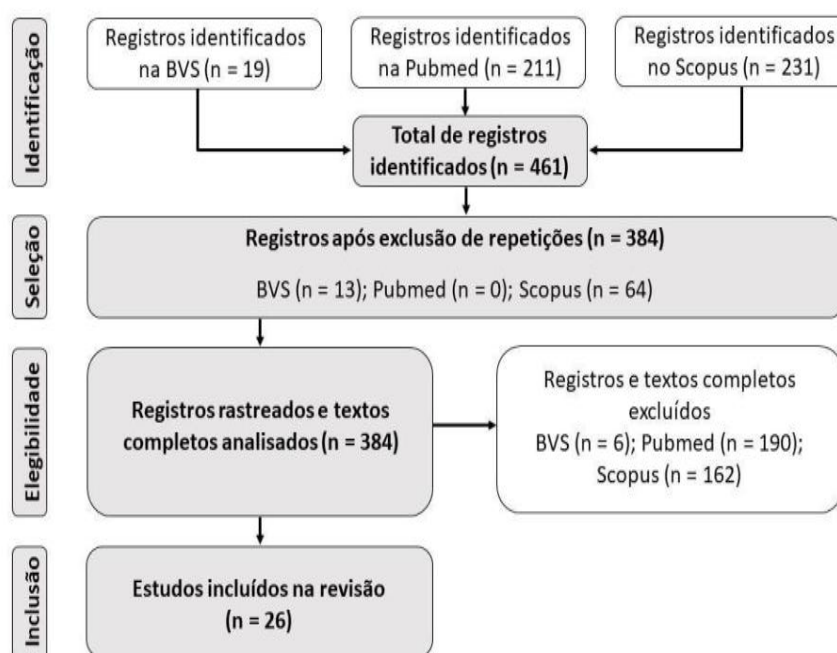 Identificação
Registros identificados
na BVS (n = 19)
Registros identificados
na Pubmed (n = 211)
Registros identificados
no Scopus (n = 231)
Total de registros
identificados (n = 461)
Seleção
Registros após exclusão de repetições (n = 384)
BVS (n = 13); Pubmed (n = 0); Scopus (n = 64)
Elegibilidade
Registros rastreados e textos
completos analisados (n = 384)
Registros e textos completos
excluídos
BVS (n = 6); Pubmed (n = 190);
Scopus (n = 162)
Inclusão
Estudos incluídos na revisão
(n = 26)